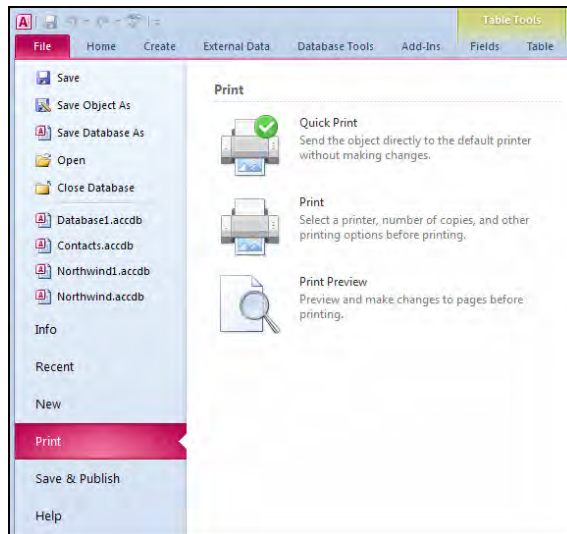 A
Table Tools
File Home Create External Data Database Tools Add-Ins Fields Table
Save
Save Object As
Save Database As
Open
Close Database
Database1.accdb
Contacts.accdb
Northwind1.accdb
Northwind.accdb
Info
Recent
New
Print
Save & Publish
Help
Print
Quick Print
Send the object directly to the default printer
without making changes.
Print
Select a printer, number of copies, and other
printing options before printing.
Print Preview
Preview and make changes to pages before
printing.